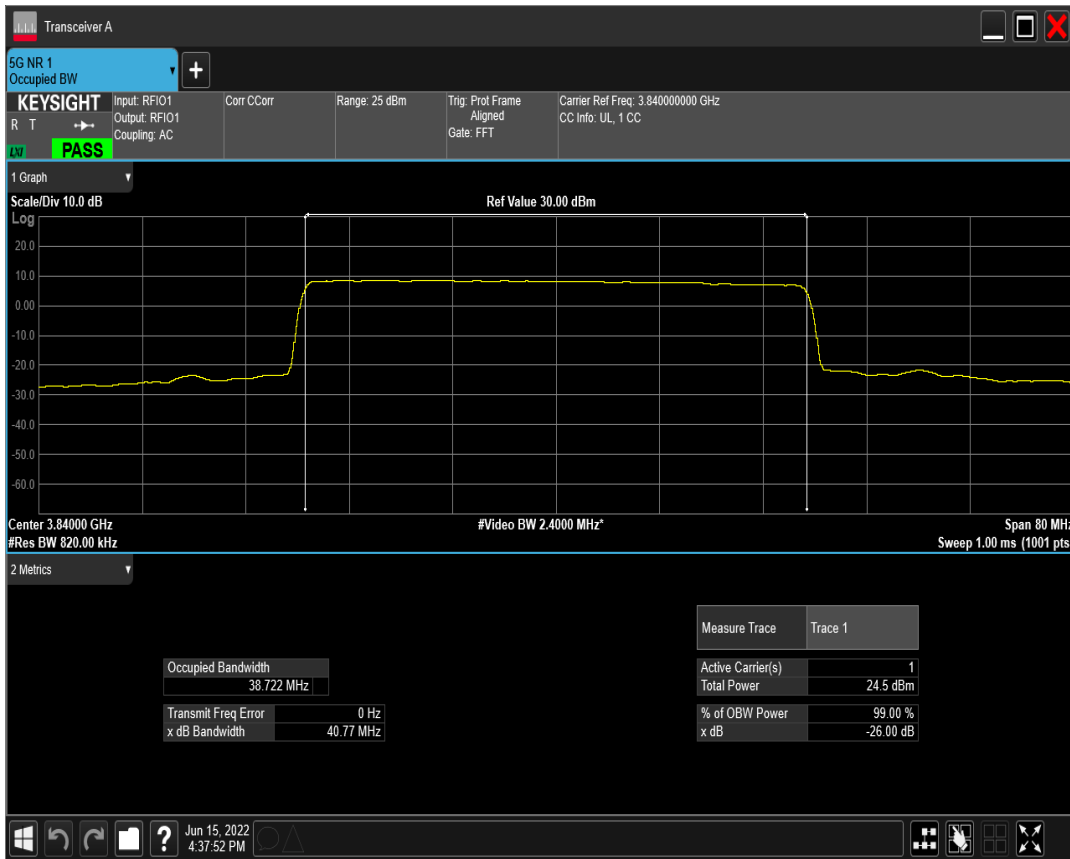 Transceiver A
5G NR 1
Occupied BW
+
KEYSIGHT
R T
LXI
PASS
Input: RFIO1
Output: RFIO1
Coupling: AC
Corr CCorr
Range: 25 dBm
Trig: Prot Frame
Aligned
Gate: FFT
Carrier Ref Freq: 3.840000000 GHz
CC Info: UL, 1 CC
1 Graph
Scale/Div 10.0 dB
Ref Value 30.00 dBm
Log
20.0
10.0
0.00
-10.0
-20.0
-30.0
-40.0
-50.0
-60.0
Center 3.84000 GHz
#Video BW 2.4000 MHz*
Span 80 MHz
#Res BW 820.00 kHz
Sweep 1.00 ms (1001 pts
2 Metrics
Measure Trace Trace 1
Occupied Bandwidth
38.722 MHz
Active Carrier(s) 1
Total Power 24.5 dBm
Transmit Freq Error 0 Hz
x dB Bandwidth 40.77 MHz
% of OBW Power 99.00 %
x dB -26.00 dB
?
Jun 15, 2022
4:37:52 PM